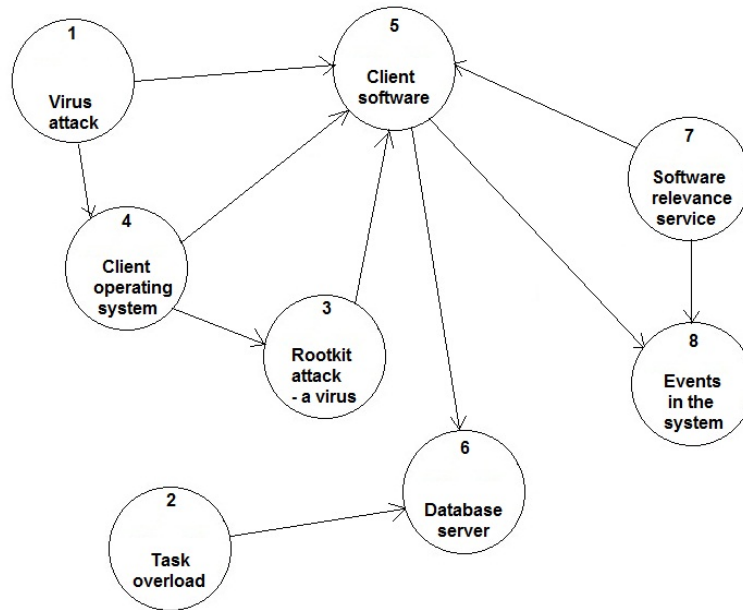 1
Virus
attack
5
Client
software
7
Software
relevance
service
4
Client
operating
system
3
Rootkit
attack
- a virus
8
Events
in the
system
6
Database
server
2
Task
overload